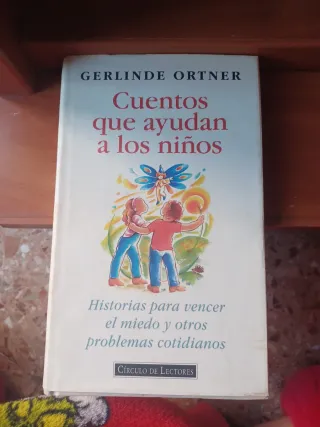 GERLINDE ORTNER
Cuentos
que ayudan
a los niños
Historias para vencer
el miedo y otros
problemas cotidianos
CÍRCULO DE LECTORES